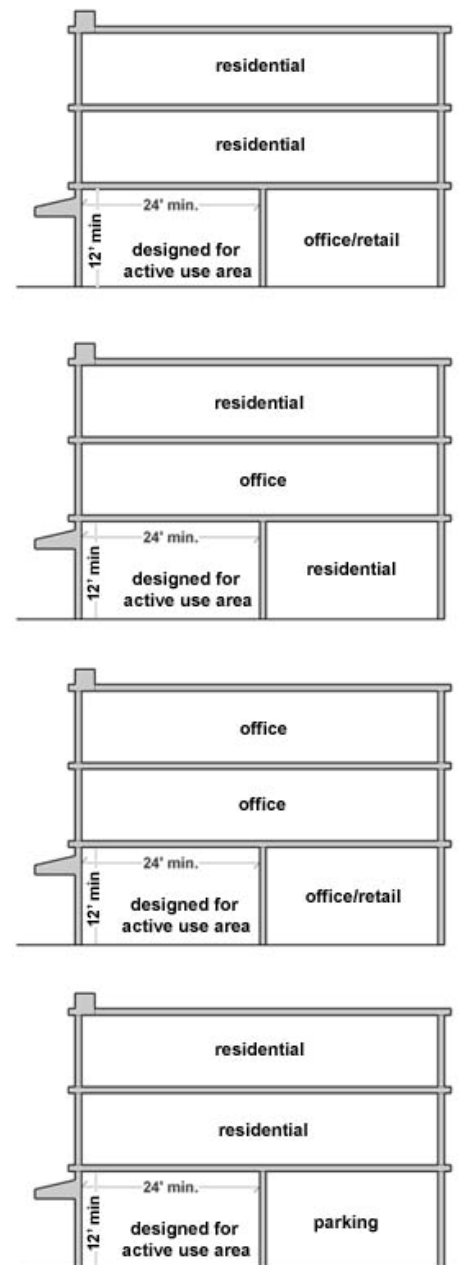 residential
residential
24' min.
12' min
designed for
active use area
office/retail
residential
office
24' min.
12' min
designed for
active use area
residential
office
office
24' min.
12' min
designed for
active use area
office/retail
residential
residential
24' min.
12' min
designed for
active use area
parking